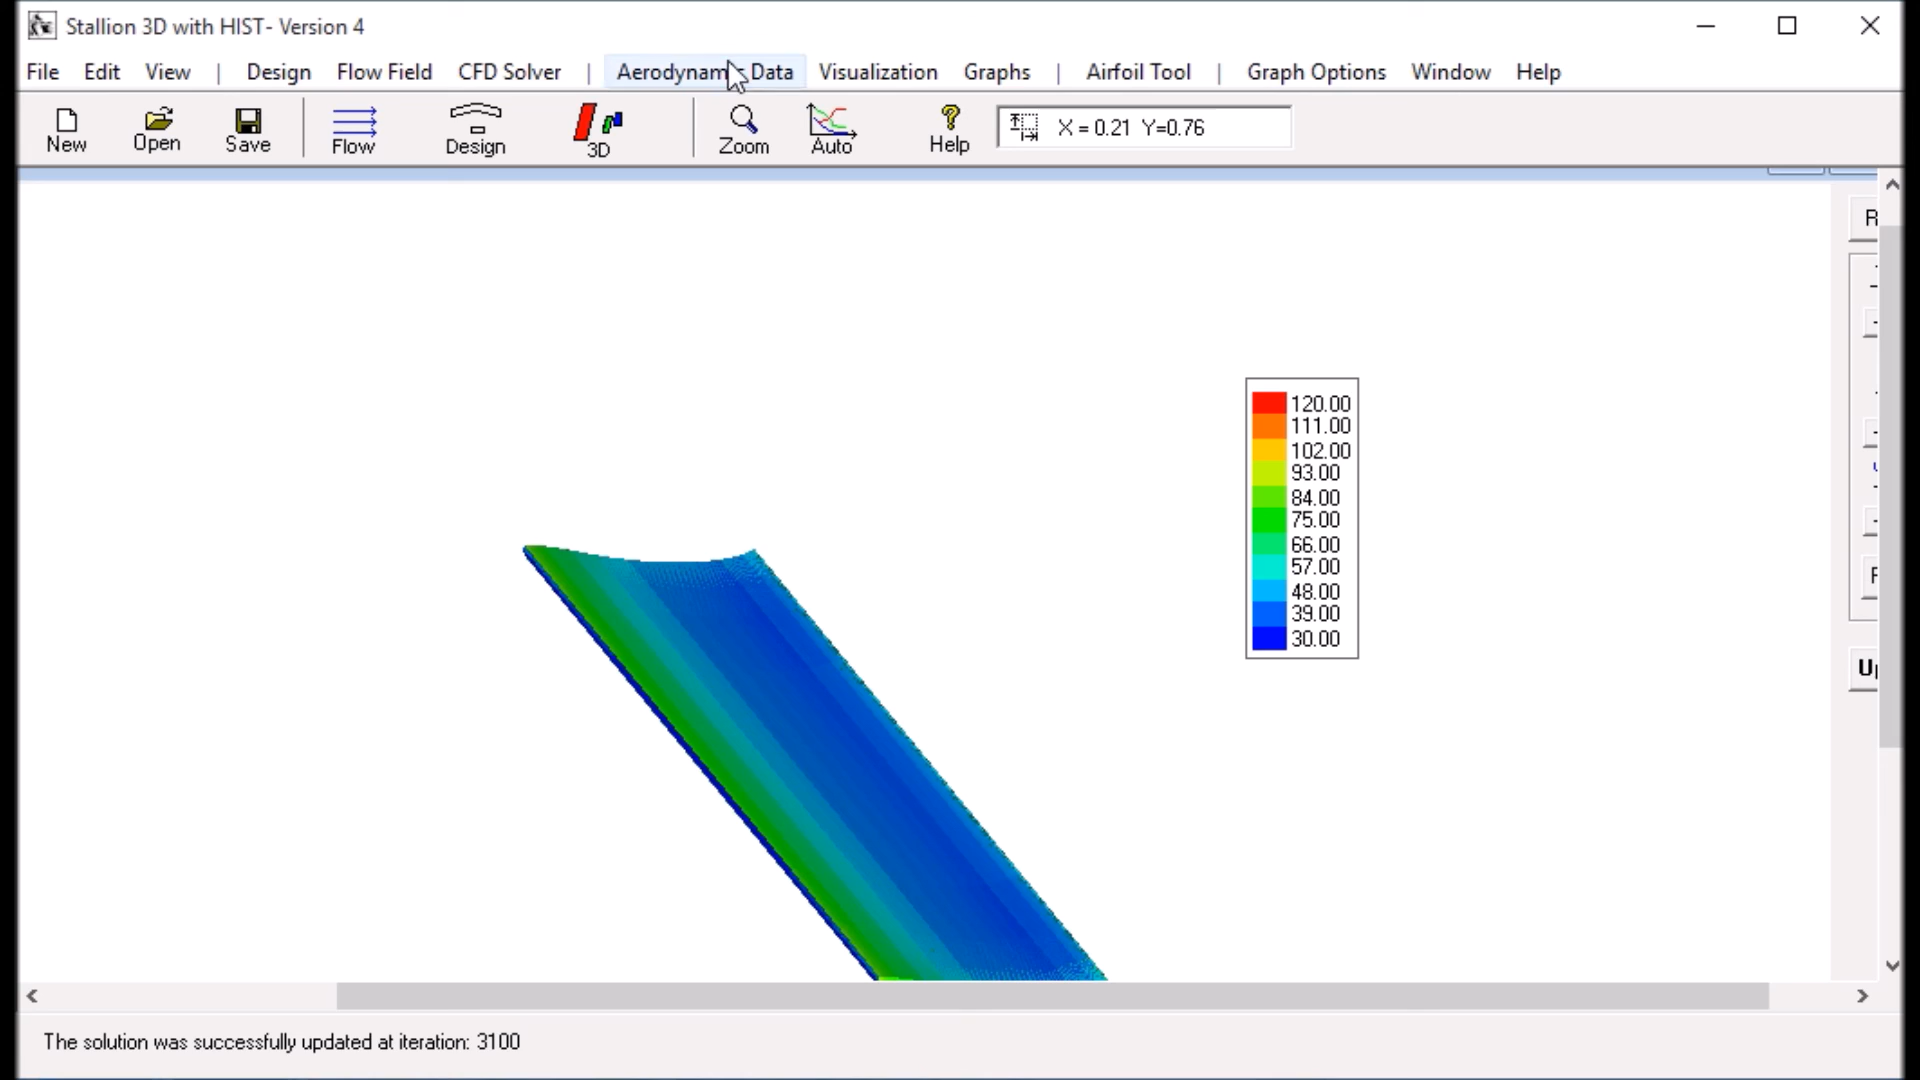 Stallion 3D with HIST- Version 4
File Edit View | Design Flow Field CFD Solver | Aerodynam Data Visualization Graphs | Airfoil Tool | Graph Options Window Help
New Open Save Flow Design 3D Zoom Auto Help X = 0.21 Y=0.76
R
120.00
111.00
102.00
93.00
84.00
75.00
66.00
57.00
48.00
39.00
30.00
The solution was successfully updated at iteration: 3100